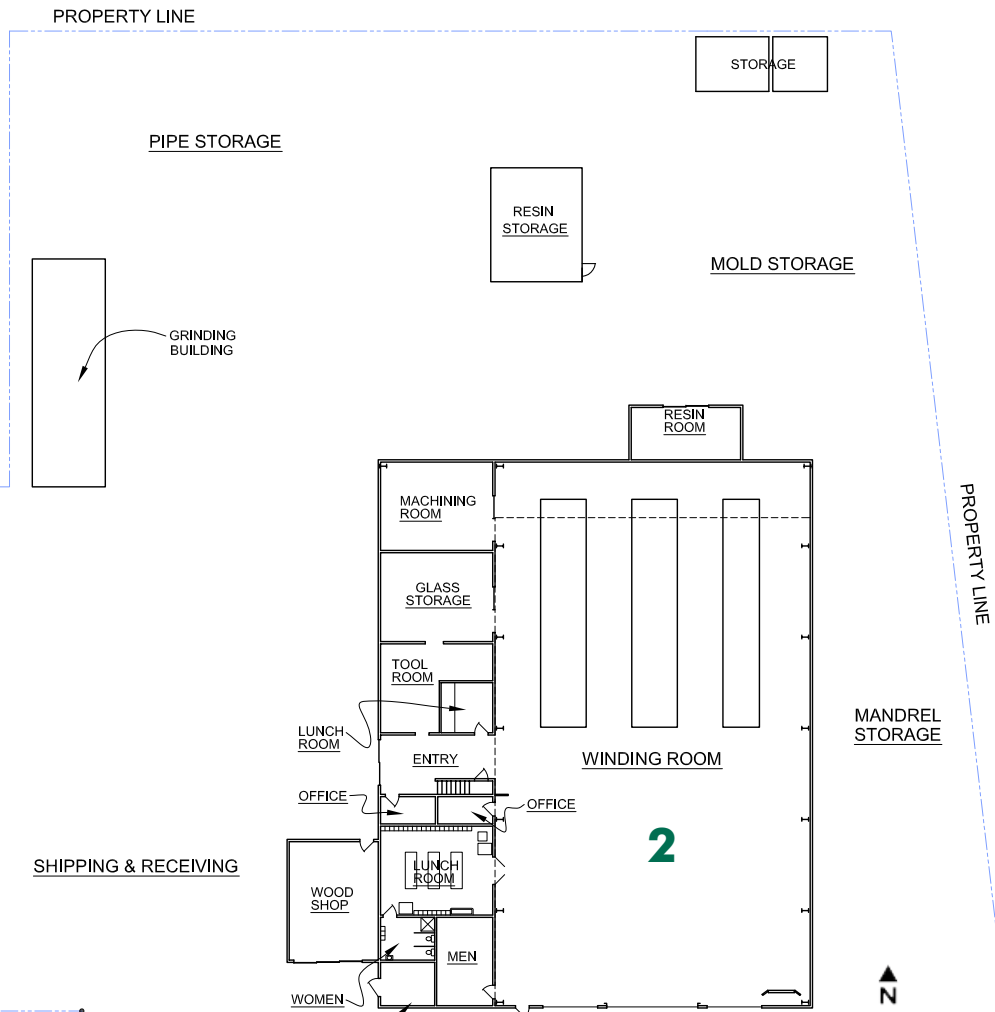 PROPERTY LINE
STORAGE
PIPE STORAGE
RESIN
STORAGE
MOLD STORAGE
GRINDING
BUILDING
RESIN
ROOM
MACHINING
ROOM
PROPERTY LINE
GLASS
STORAGE
TOOL
ROOM
LUNCH
ROOM
MANDREL
STORAGE
ENTRY
WINDING ROOM
OFFICE
OFFICE
2
SHIPPING & RECEIVING
LUNCH
ROOM
WOOD
SHOP
MEN
WOMEN
N